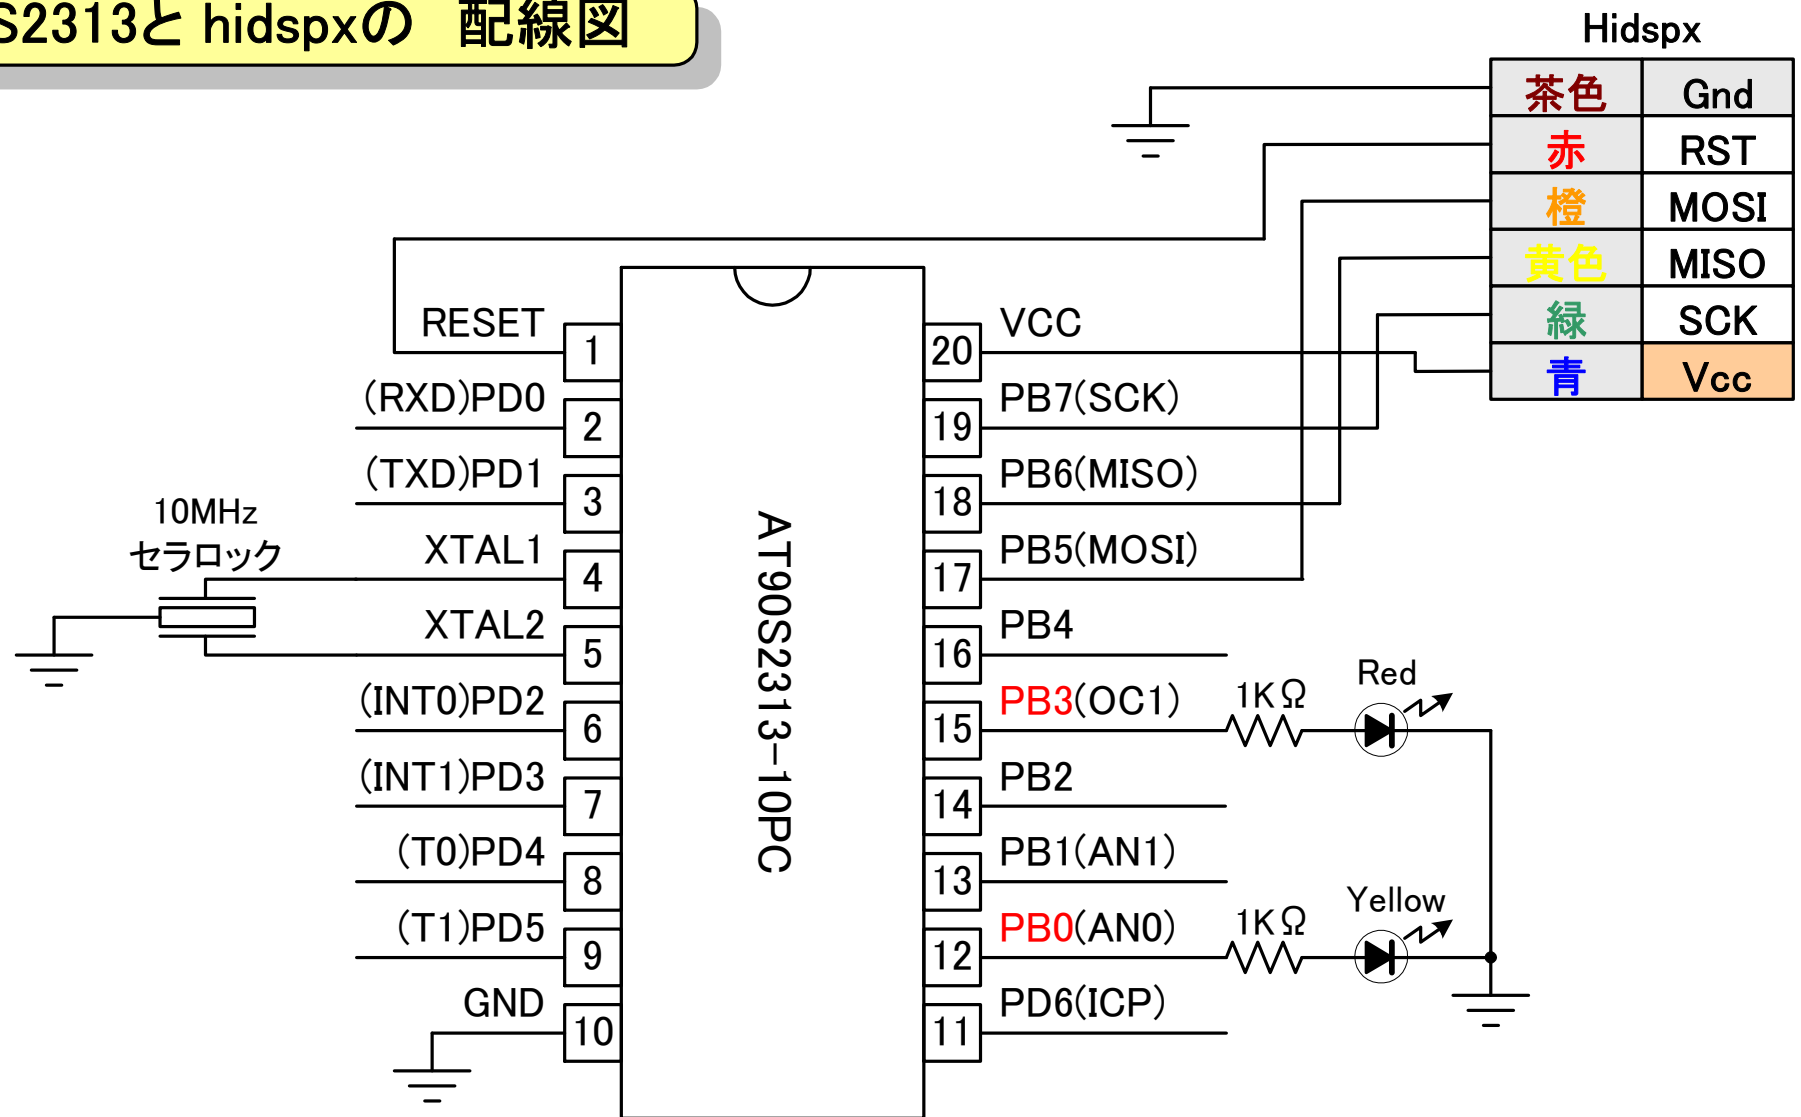 S2313と hidspxの 配線図
Hidspx
茶色 Gnd
赤 RST
橙 MOSI
黄色 MISO
緑 SCK
青 Vcc
RESET 1
(RXD)PD0 2
(TXD)PD1 3
XTAL1 4
XTAL2 5
(INT0)PD2 6
(INT1)PD3 7
(T0)PD4 8
(T1)PD5 9
GND 10
10MHz
セラロック
AT90S2313-10PC
20 VCC
19 PB7(SCK)
18 PB6(MISO)
17 PB5(MOSI)
16 PB4
15 PB3(OC1)
14 PB2
13 PB1(AN1)
12 PB0(AN0)
11 PD6(ICP)
1KΩ
Red
1KΩ
Yellow